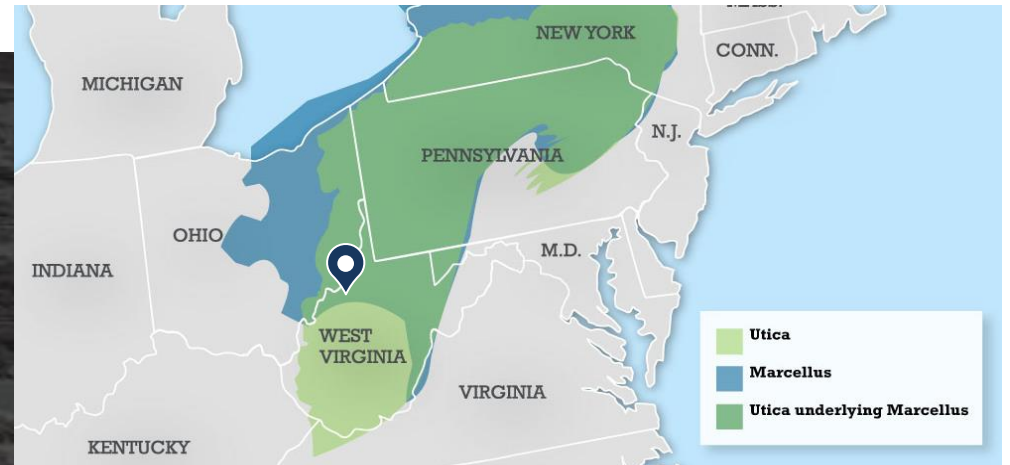 NEW YORK
CONN.
MICHIGAN
N.J.
PENNSYLVANIA
OHIO
M.D.
INDIANA
WEST
VIRGINIA
VIRGINIA
KENTUCKY
Utica
Marcellus
Utica underlying Marcellus